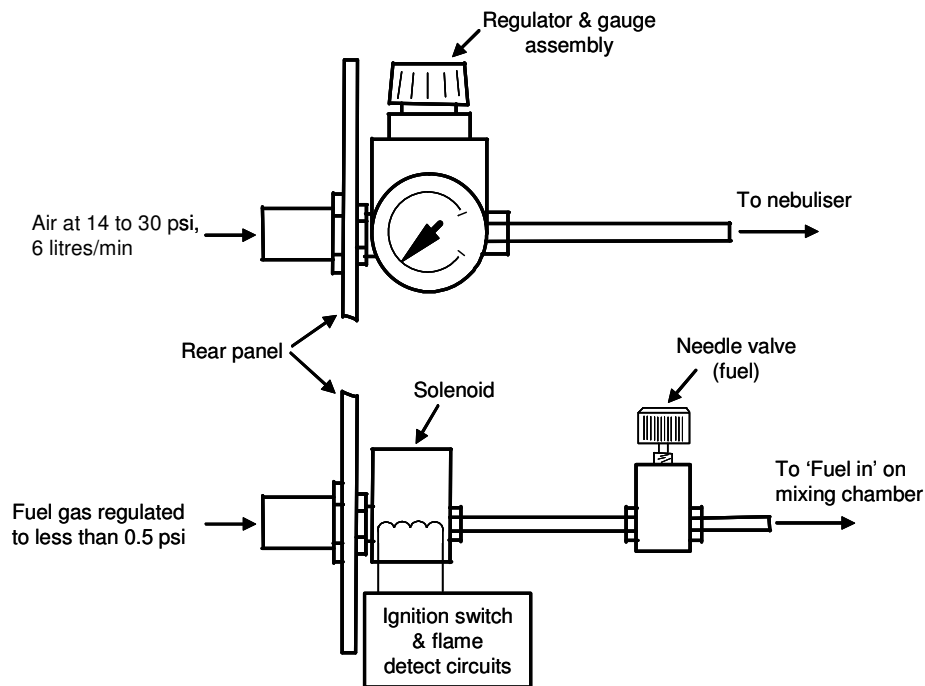 Regulator & gauge
assembly
Air at 14 to 30 psi,
6 litres/min
To nebuliser
Rear panel
Needle valve
(fuel)
Solenoid
To ‘Fuel in’ on
mixing chamber
Fuel gas regulated
to less than 0.5 psi
Ignition switch
& flame
detect circuits